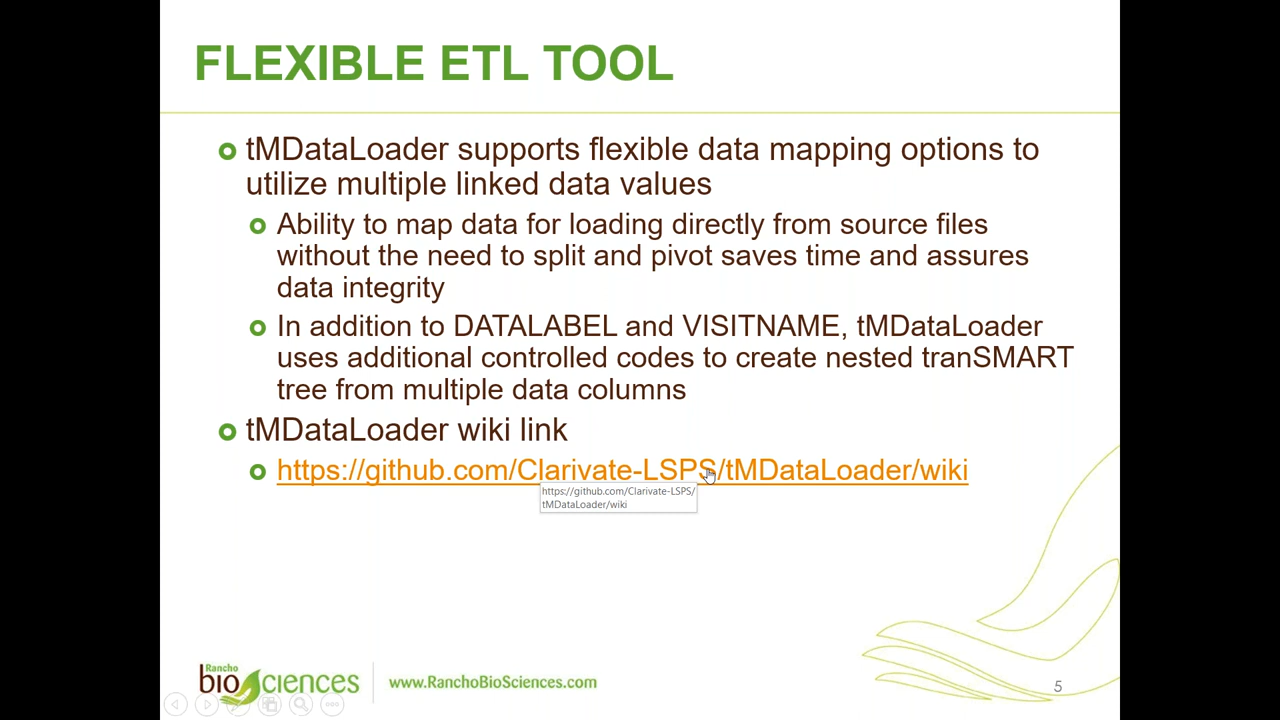 FLEXIBLE ETL TOOL
tMDataLoader supports flexible data mapping options to
utilize multiple linked data values
Ability to map data for loading directly from source files
without the need to split and pivot saves time and assures
data integrity
In addition to DATALABEL and VISITNAME, tMDataLoader
uses additional controlled codes to create nested tranSMART
tree from multiple data columns
tMDataLoader wiki link
https://github.com/Clarivate-LSPS/tMDataLoader/wiki
https://github.com/Clarivate-LSPS/
tMDataLoader/wiki
Rancho
biosciences
www.RanchoBioSciences.com
5